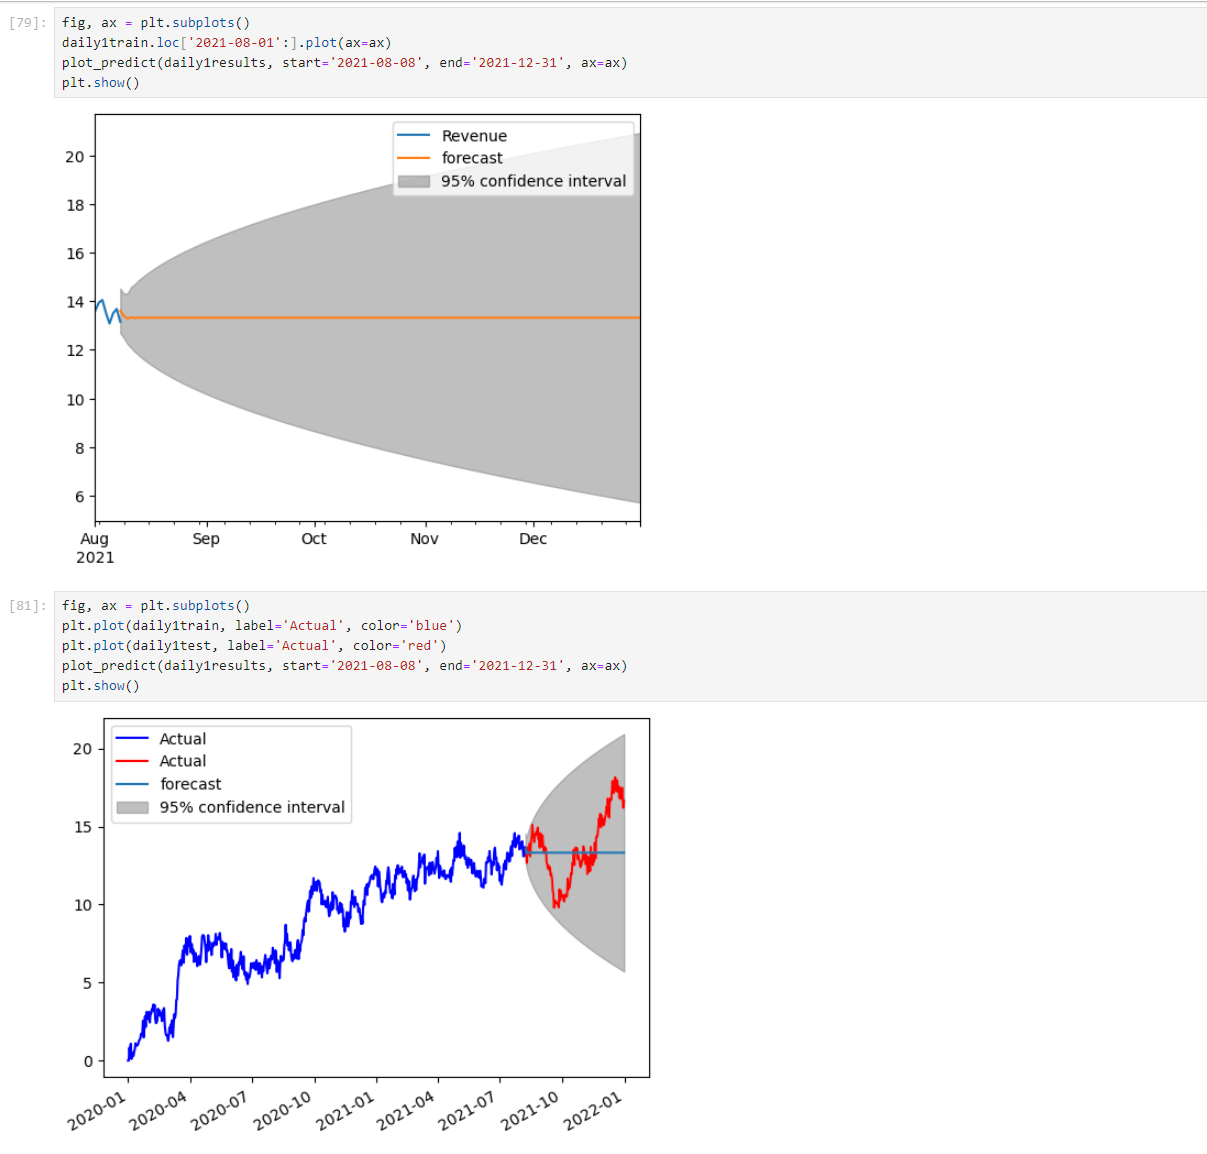 [79]:
fig, ax = plt.subplots()
daily1train.loc['2021-08-01':].plot(ax=ax)
plot_predict(daily1results, start='2021-08-08', end='2021-12-31', ax=ax)
plt.show()
Revenue
forecast
95% confidence interval
20
18
16
14
12
10
8
6
Aug Sep Oct Nov Dec
2021
[81]:
fig, ax = plt.subplots()
plt.plot(daily1train, label='Actual', color='blue')
plt.plot(daily1test, label='Actual', color='red')
plot_predict(daily1results, start='2021-08-08', end='2021-12-31', ax=ax)
plt.show()
Actual
Actual
forecast
95% confidence interval
20
15
10
5
0
2020-01 2020-04 2020-07 2020-10 2021-01 2021-04 2021-07 2021-10 2022-01